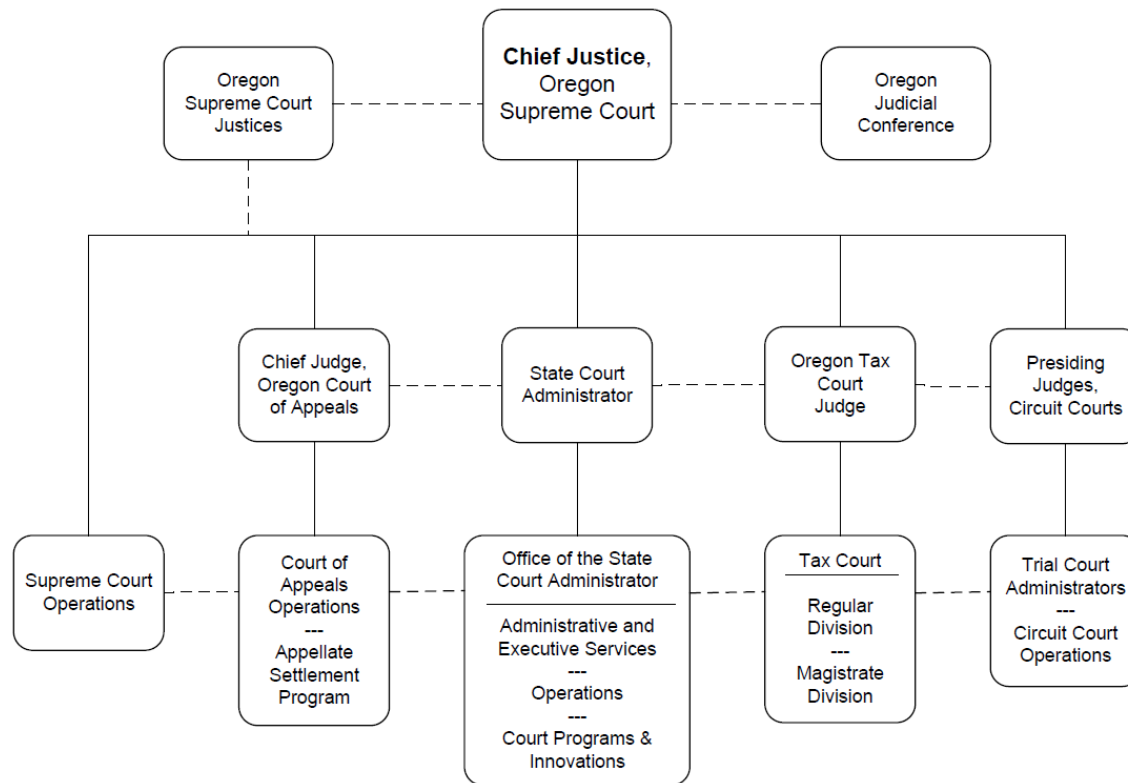 Oregon
Supreme Court
Justices
Chief Justice,
Oregon
Supreme Court
Oregon
Judicial
Conference
Chief Judge,
Oregon Court
of Appeals
State Court
Administrator
Oregon Tax
Court
Judge
Presiding
Judges,
Circuit Courts
Supreme Court
Operations
Court of
Appeals
Operations
---
Appellate
Settlement
Program
Office of the State
Court Administrator
Administrative and
Executive Services
---
Operations
---
Court Programs &
Innovations
Tax Court
Regular
Division
---
Magistrate
Division
Trial Court
Administrators
---
Circuit Court
Operations